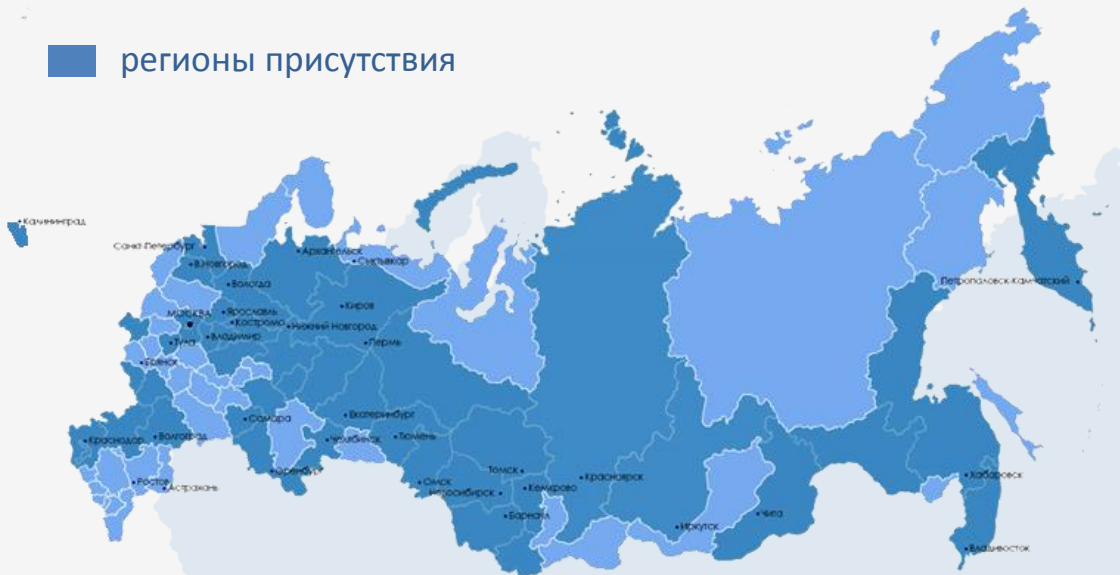 регионы присутствия
Калининград
Санкт-Петербург
Архангельск
В.Новгород
Сыктывкар
Вологда
Петропаловск-Камчатский
Киров
МОСКВА
Ярославль
Кострома
Нижний Новгород
Владимир
Тула
Пермь
Брянск
Самара
Екатеринбург
Краснодар
Волгоград
Челябинск
Тюмень
Оренбург
Томск
Красноярск
Хабаровск
Ростов
Астрахань
Омск
Новосибирск
Кемерово
Барнаул
Иркутск
Чита
Владивосток